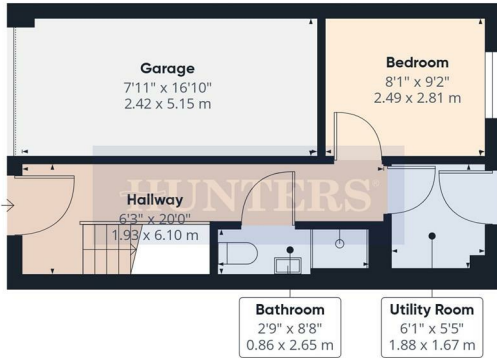 Garage
7'11" x 16'10"
2.42 x 5.15 m
Bedroom
8'1" x 9'2"
2.49 x 2.81 m
HUNTERS
Hallway
6'3" x 20'0"
1.93 x 6.10 m
Bathroom
2'9" x 8'8"
0.86 x 2.65 m
Utility Room
6'1" x 5'5"
1.88 x 1.67 m